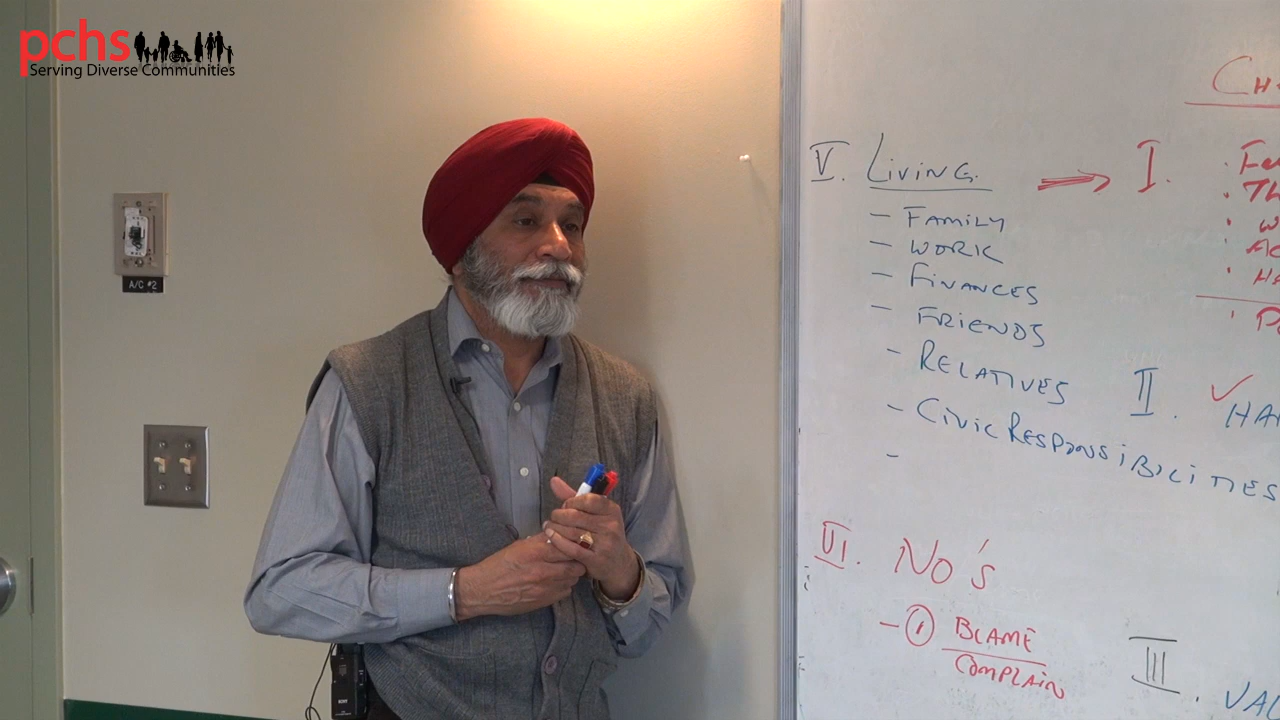 pchs
Serving Diverse Communities
A/C #2
V. LIVING
– FAMILY
– WORK
– FINANCES
– FRIENDS
– RELATIVES
– CIVIC RESPONSIBILITIES
–
VI. NO'S
– ① BLAME
COMPLAIN
I.
II. ✓
III.